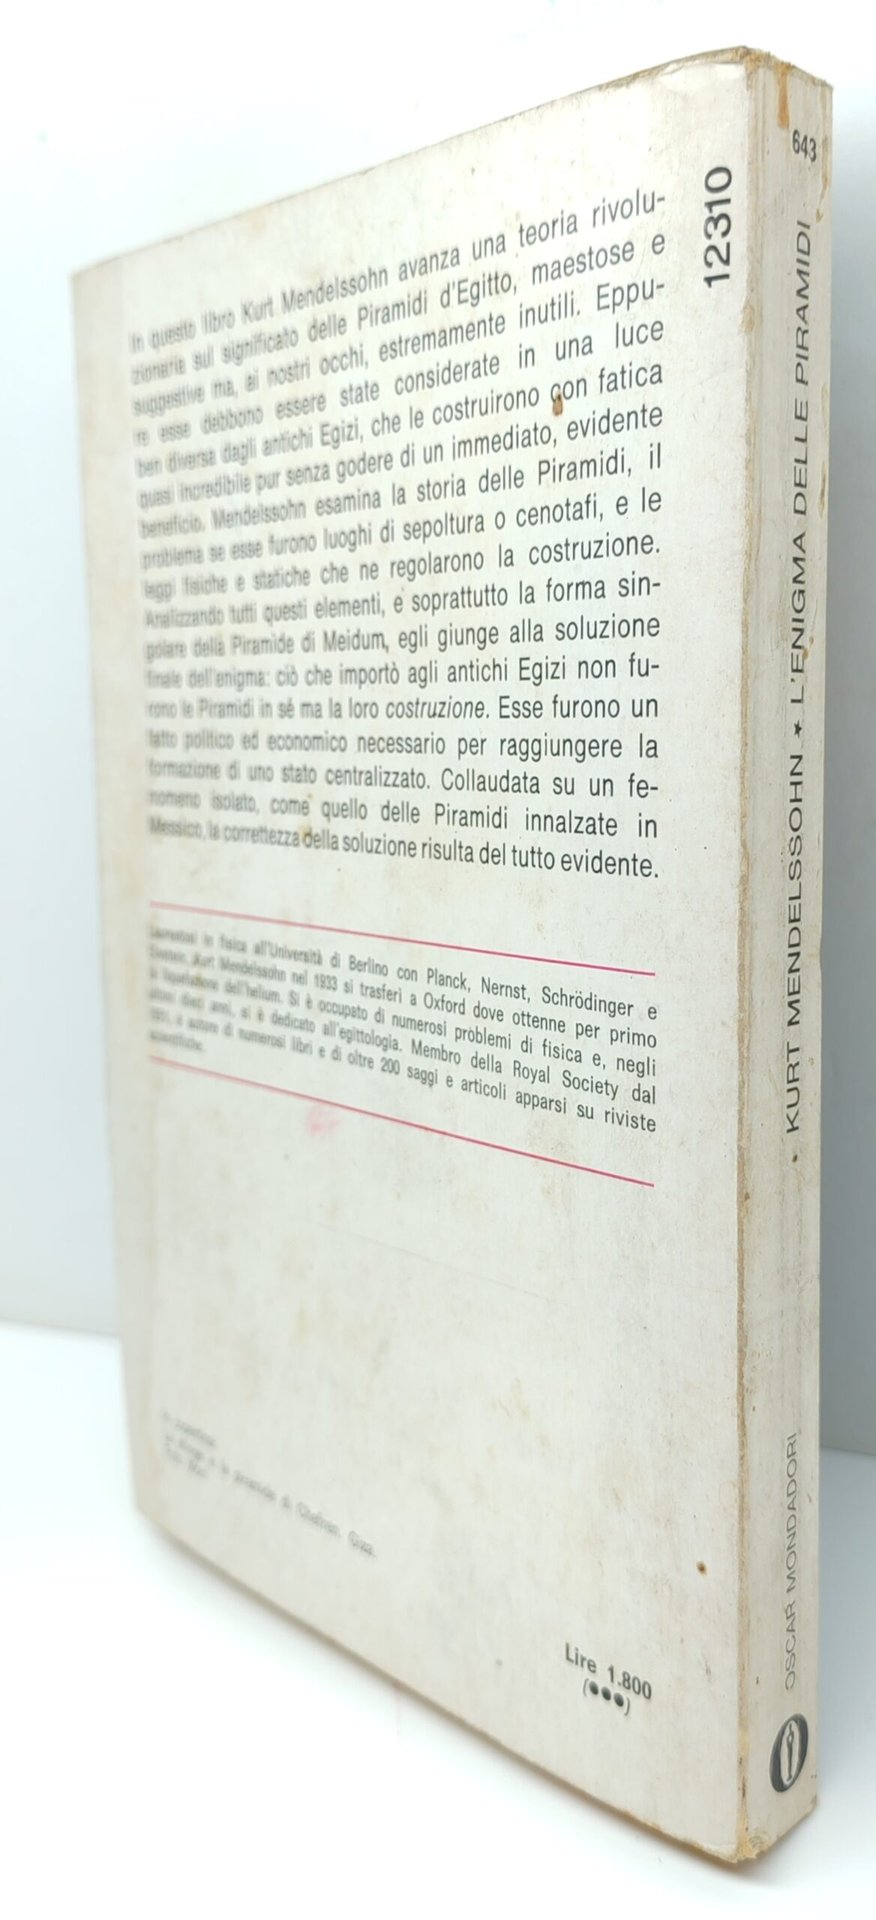 In questo libro Kurt Mendelssohn avanza una teoria rivolu-
zionaria sul significato delle Piramidi d'Egitto, maestose e
suggestive ma, ai nostri occhi, estremamente inutili. Eppu-
re esse debbono essere state considerate in una luce
ben diversa dagli antichi Egizi, che le costruirono con fatica
quasi incredibile pur senza godere di un immediato, evidente
beneficio. Mendelssohn esamina la storia delle Piramidi, il
problema se esse furono luoghi di sepoltura o cenotafi, e le
leggi fisiche e statiche che ne regolarono la costruzione.
Analizzando tutti questi elementi, e soprattutto la forma sin-
golare della Piramide di Meidum, egli giunge alla soluzione
finale dell'enigma: ciò che importò agli antichi Egizi non fu-
rono le Piramidi in sé ma la loro costruzione. Esse furono un
fatto politico ed economico necessario per raggiungere la
formazione di uno stato centralizzato. Collaudata su un fe-
nomeno isolato, come quello delle Piramidi innalzate in
Messico, la correttezza della soluzione risulta del tutto evidente.
Laureatosi in fisica all'Università di Berlino con Planck, Nernst, Schrödinger e
Einstein, Kurt Mendelssohn nel 1933 si trasferì a Oxford dove ottenne per primo
la liquefazione dell'helium. Si è occupato di numerosi problemi di fisica e, negli
ultimi dieci anni, si è dedicato all'egittologia. Membro della Royal Society dal
1951, è autore di numerosi libri e di oltre 200 saggi e articoli apparsi su riviste
scientifiche.
In copertina:
la sfinge e la piramide di Chefren, Giza.
Lire 1.800
(●●●)
12310
643
KURT MENDELSSOHN ★ L'ENIGMA DELLE PIRAMIDI
OSCAR MONDADORI